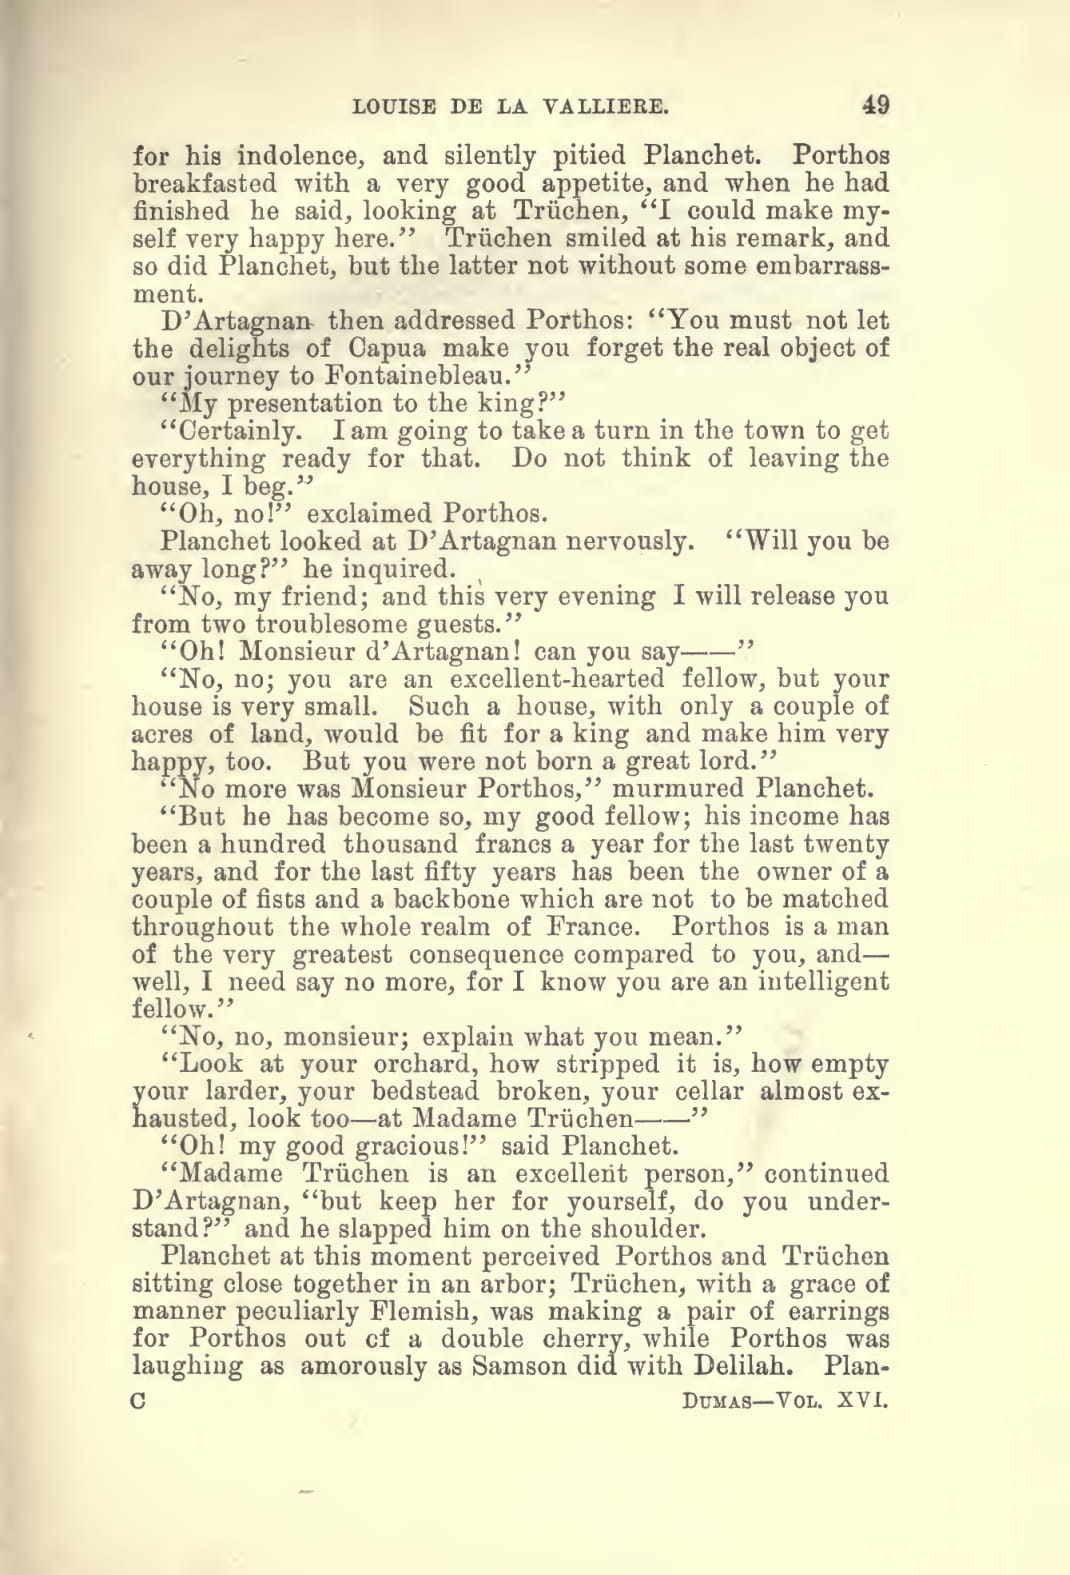 LOUISE DE LA VALLIERE. 49
for his indolence, and silently pitied Planchet. Porthos
breakfasted with a very good appetite, and when he had
finished he said, looking at Trüchen, “I could make my-
self very happy here.” Trüchen smiled at his remark, and
so did Planchet, but the latter not without some embarrass-
ment.
D’Artagnan then addressed Porthos: “You must not let
the delights of Capua make you forget the real object of
our journey to Fontainebleau.”
“My presentation to the king?”
“Certainly. I am going to take a turn in the town to get
everything ready for that. Do not think of leaving the
house, I beg.”
“Oh, no!” exclaimed Porthos.
Planchet looked at D’Artagnan nervously. “Will you be
away long?” he inquired.
“No, my friend; and this very evening I will release you
from two troublesome guests.”
“Oh! Monsieur d’Artagnan! can you say——”
“No, no; you are an excellent-hearted fellow, but your
house is very small. Such a house, with only a couple of
acres of land, would be fit for a king and make him very
happy, too. But you were not born a great lord.”
“No more was Monsieur Porthos,” murmured Planchet.
“But he has become so, my good fellow; his income has
been a hundred thousand francs a year for the last twenty
years, and for the last fifty years has been the owner of a
couple of fists and a backbone which are not to be matched
throughout the whole realm of France. Porthos is a man
of the very greatest consequence compared to you, and—
well, I need say no more, for I know you are an intelligent
fellow.”
“No, no, monsieur; explain what you mean.”
“Look at your orchard, how stripped it is, how empty
your larder, your bedstead broken, your cellar almost ex-
hausted, look too—at Madame Trüchen——”
“Oh! my good gracious!” said Planchet.
“Madame Trüchen is an excellent person,” continued
D’Artagnan, “but keep her for yourself, do you under-
stand?” and he slapped him on the shoulder.
Planchet at this moment perceived Porthos and Trüchen
sitting close together in an arbor; Trüchen, with a grace of
manner peculiarly Flemish, was making a pair of earrings
for Porthos out cf a double cherry, while Porthos was
laughing as amorously as Samson did with Delilah. Plan-
C DUMAS—VOL. XVI.